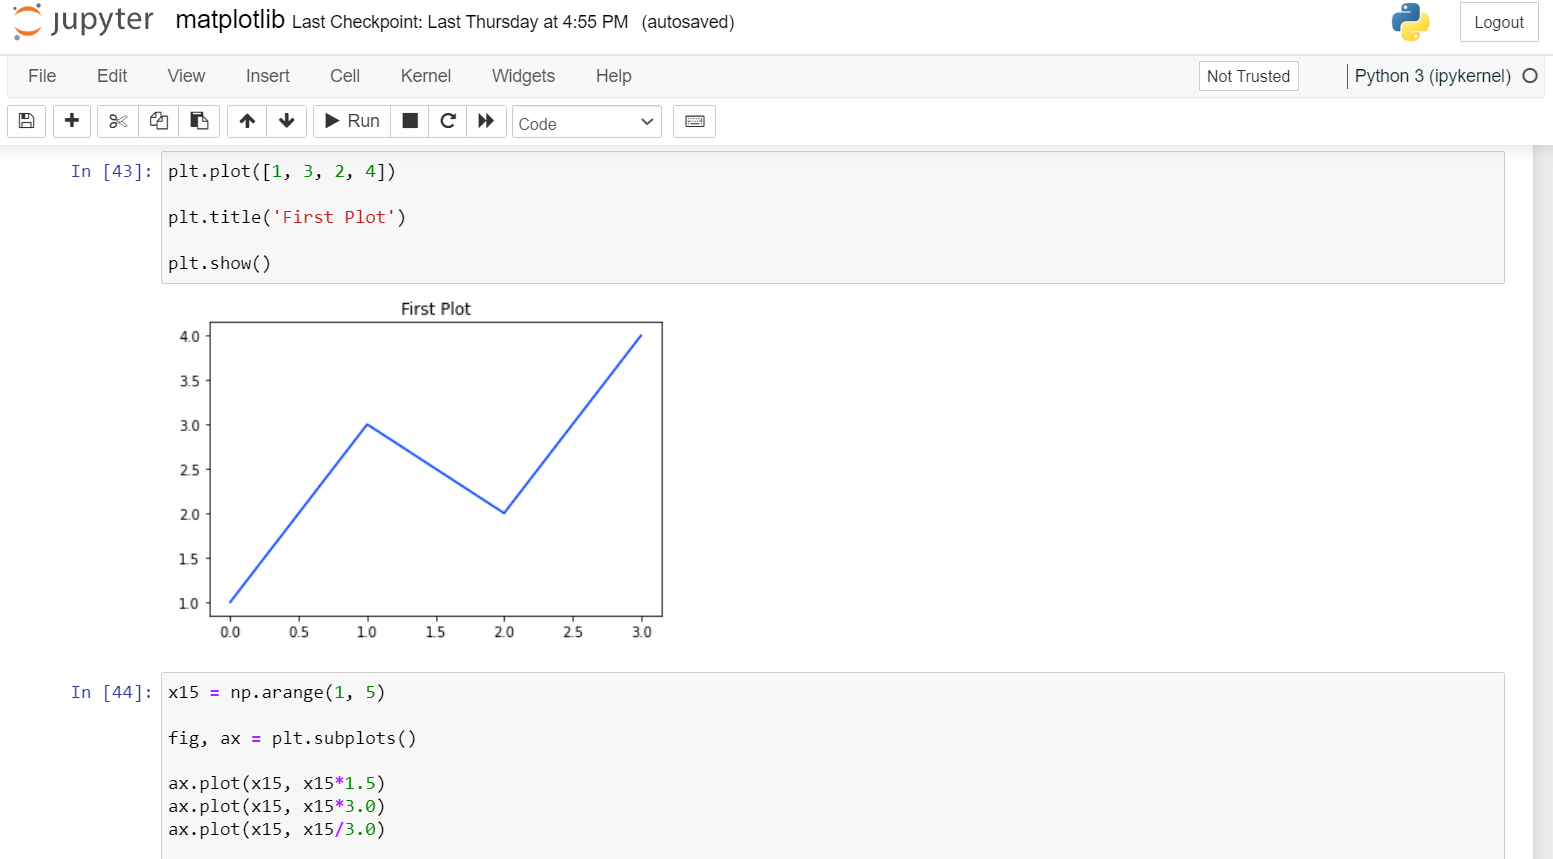 jupyter matplotlib Last Checkpoint: Last Thursday at 4:55 PM (autosaved) Logout
File Edit View Insert Cell Kernel Widgets Help Not Trusted Python 3 (ipykernel)
Run Code
In [43]: plt.plot([1, 3, 2, 4])
plt.title('First Plot')
plt.show()
First Plot
4.0
3.5
3.0
2.5
2.0
1.5
1.0
0.0 0.5 1.0 1.5 2.0 2.5 3.0
In [44]: x15 = np.arange(1, 5)
fig, ax = plt.subplots()
ax.plot(x15, x15*1.5)
ax.plot(x15, x15*3.0)
ax.plot(x15, x15/3.0)